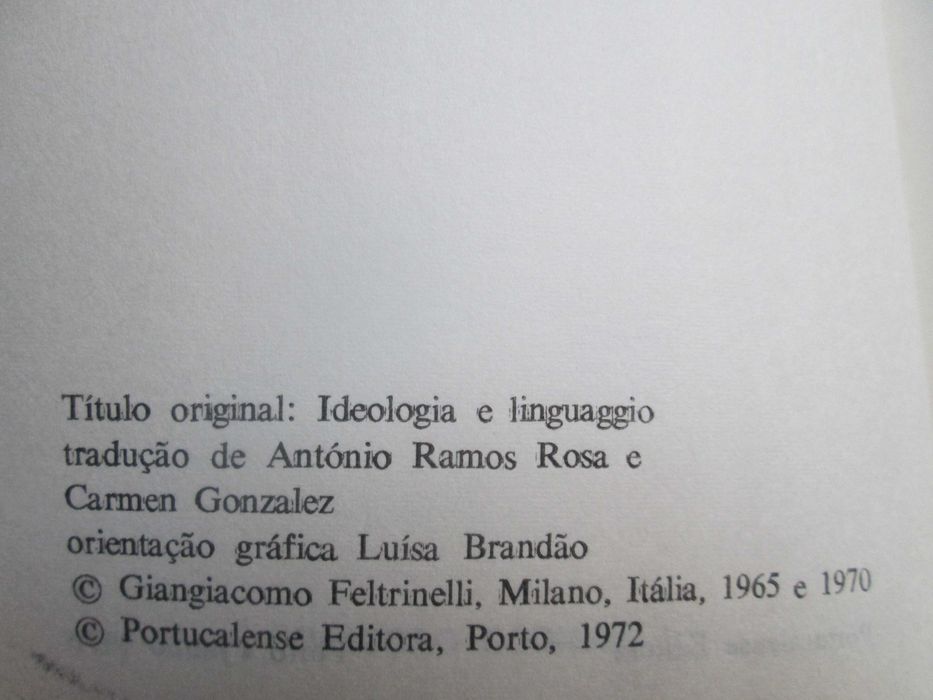 Título original: Ideologia e linguaggio
tradução de António Ramos Rosa e
Carmen Gonzalez
orientação gráfica Luísa Brandão
© Giangiacomo Feltrinelli, Milano, Itália, 1965 e 1970
© Portucalense Editora, Porto, 1972